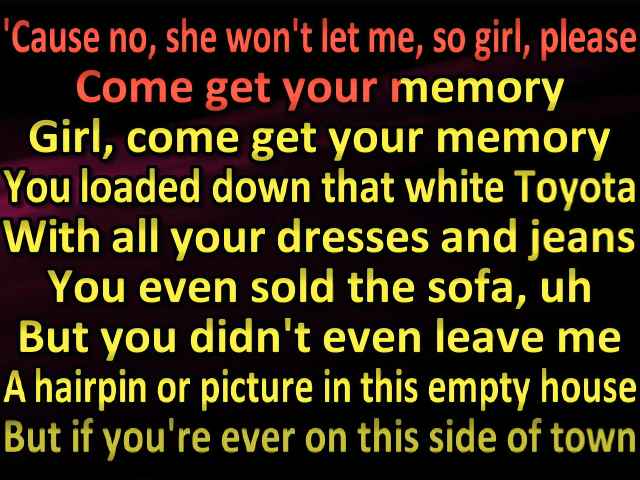 'Cause no, she won't let me, so girl, please
Come get your memory
Girl, come get your memory
You loaded down that white Toyota
With all your dresses and jeans
You even sold the sofa, uh
But you didn't even leave me
A hairpin or picture in this empty house
But if you're ever on this side of town